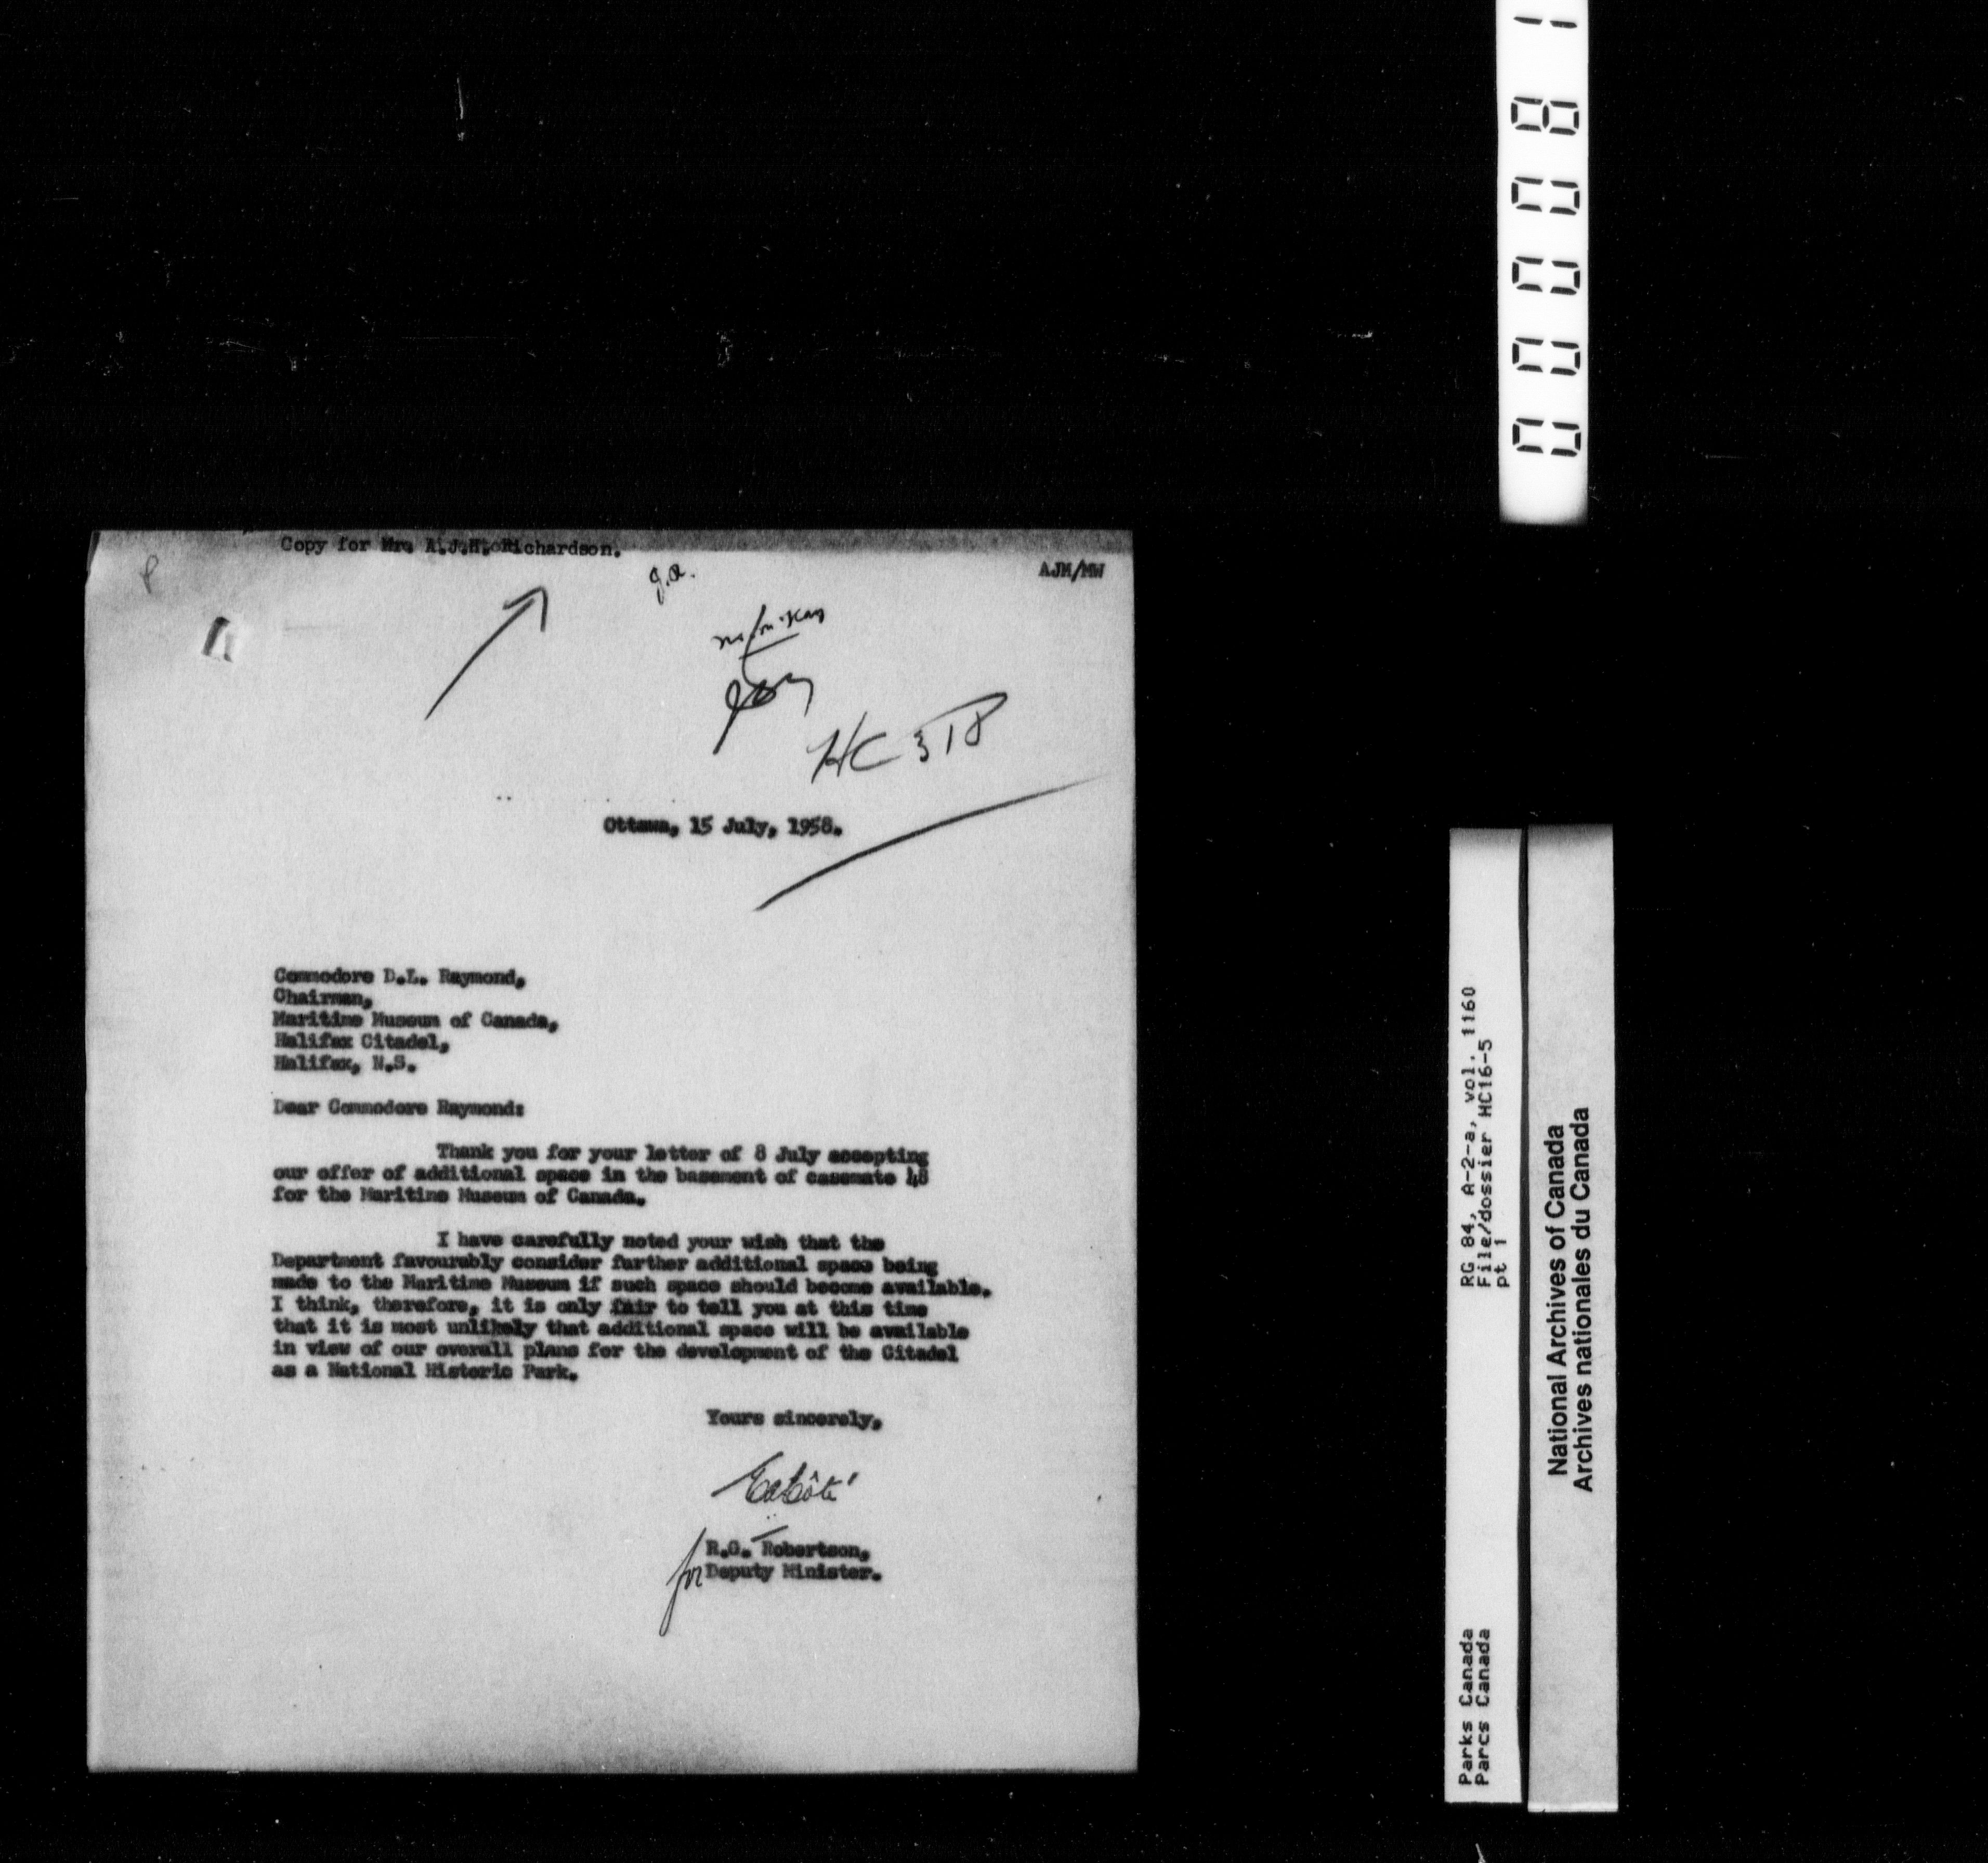 Copy for Mr. A.J.H. Richardson.
AJM/MW
HC
Ottawa, 15 July, 1958.
Commodore D.L. Raymond,
Chairman,
Maritime Museum of Canada,
Halifax Citadel,
Halifax, N.S.
Dear Commodore Raymond:
Thank you for your letter of 8 July accepting
our offer of additional space in the basement of casemate 48
for the Maritime Museum of Canada.
I have carefully noted your wish that the
Department favourably consider further additional space being
made to the Maritime Museum if such space should become available.
I think, therefore, it is only fair to tell you at this time
that it is most unlikely that additional space will be available
in view of our overall plans for the development of the Citadel
as a National Historic Park.
Yours sincerely,
for R.G. Robertson,
Deputy Minister.
000081
RG 84, A-2-a, vol. 1160
File/dossier HC16-5
pt 1
Parks Canada
Parcs Canada
National Archives of Canada
Archives nationales du Canada